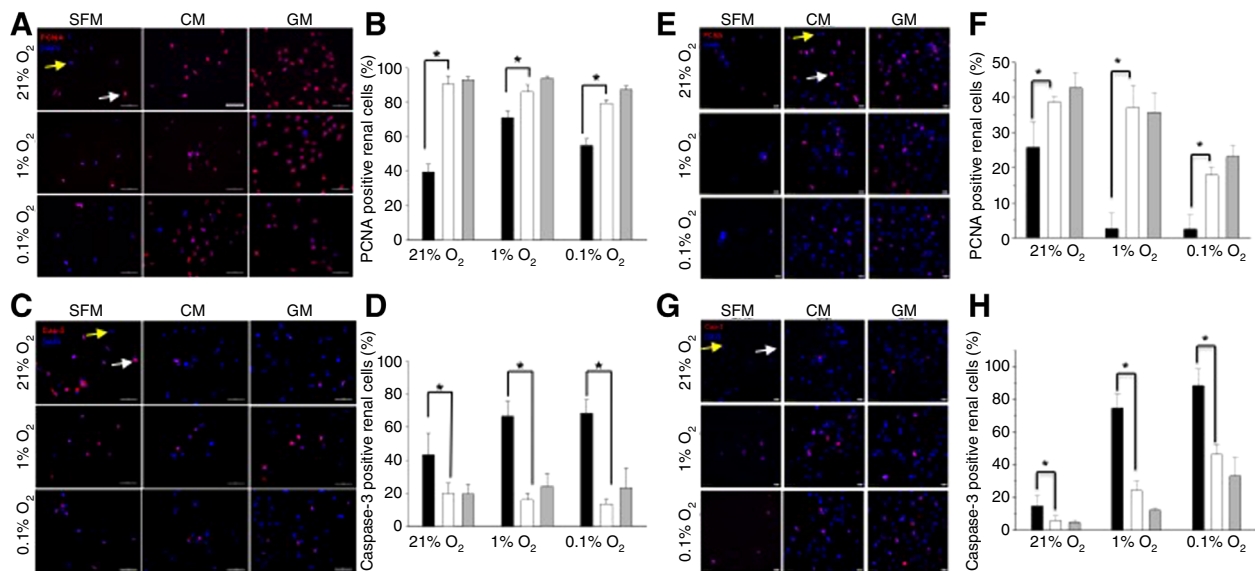 A
SFM CM GM
PCNA
21% O2
1% O2
0.1% O2
B
PCNA positive renal cells (%)
100
80
60
40
20
0
* * *
21% O2 1% O2 0.1% O2
C
SFM CM GM
21% O2
1% O2
0.1% O2
D
Caspase-3 positive renal cells (%)
100
80
60
40
20
0
* * *
21% O2 1% O2 0.1% O2
E
SFM CM GM
PCNA
21% O2
1% O2
0.1% O2
F
PCNA positive renal cells (%)
50
40
30
20
10
0
* * *
21% O2 1% O2 0.1% O2
G
SFM CM GM
21% O2
1% O2
0.1% O2
H
Caspase-3 positive renal cells (%)
100
80
60
40
20
0
* * *
21% O2 1% O2 0.1% O2